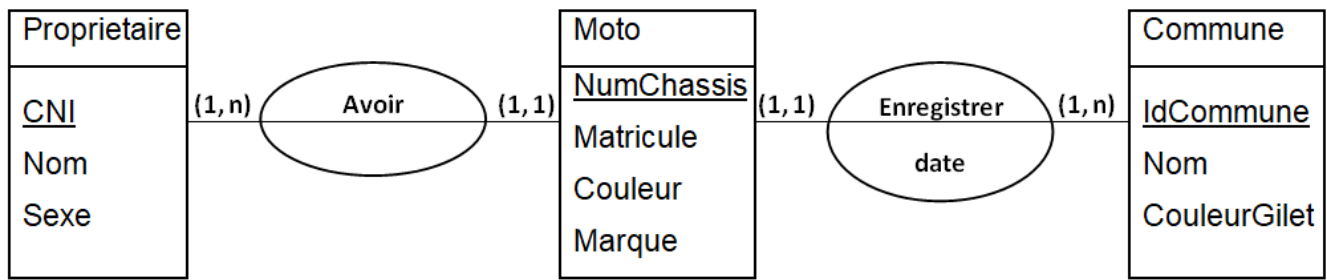 Proprietaire
CNI
Nom
Sexe
(1,n)
Avoir
(1,1)
Moto
NumChassis
Matricule
Couleur
Marque
(1,1)
Enregistrer
date
(1,n)
Commune
IdCommune
Nom
CouleurGilet